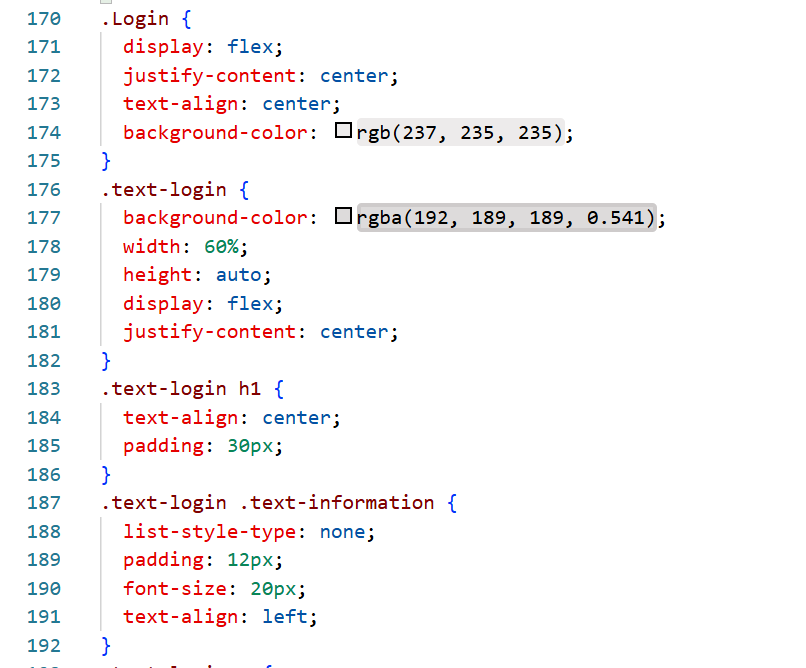 170 .Login {
171 display: flex;
172 justify-content: center;
173 text-align: center;
174 background-color: rgb(237, 235, 235);
175 }
176 .text-login {
177 background-color: rgba(192, 189, 189, 0.541);
178 width: 60%;
179 height: auto;
180 display: flex;
181 justify-content: center;
182 }
183 .text-login h1 {
184 text-align: center;
185 padding: 30px;
186 }
187 .text-login .text-information {
188 list-style-type: none;
189 padding: 12px;
190 font-size: 20px;
191 text-align: left;
192 }